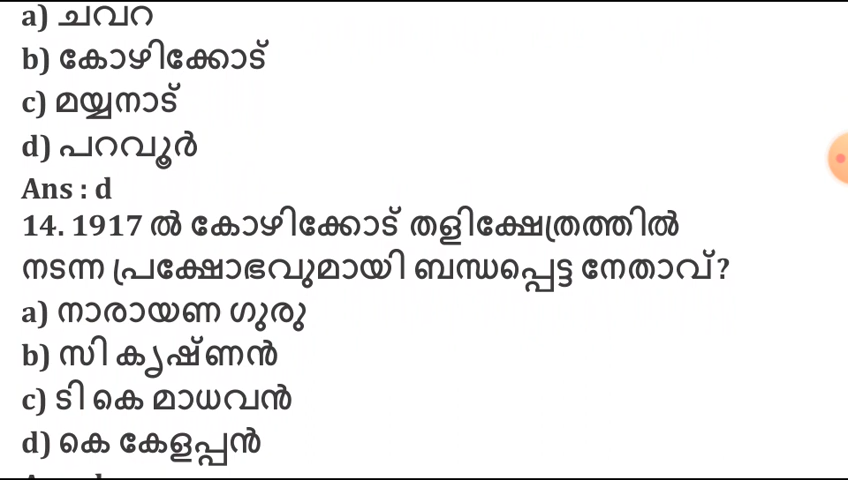 a) ചവറ
b) കോഴിക്കോട്
c) മയ്യനാട്
d) പറവൂർ
Ans : d
14. 1917 ൽ കോഴിക്കോട് തളിക്ഷേത്രത്തിൽ
നടന്ന പ്രക്ഷോഭവുമായി ബന്ധപ്പെട്ട നേതാവ്?
a) നാരായണ ഗുരു
b) സി കൃഷ്ണൻ
c) ടി കെ മാധവൻ
d) കെ കേളപ്പൻ